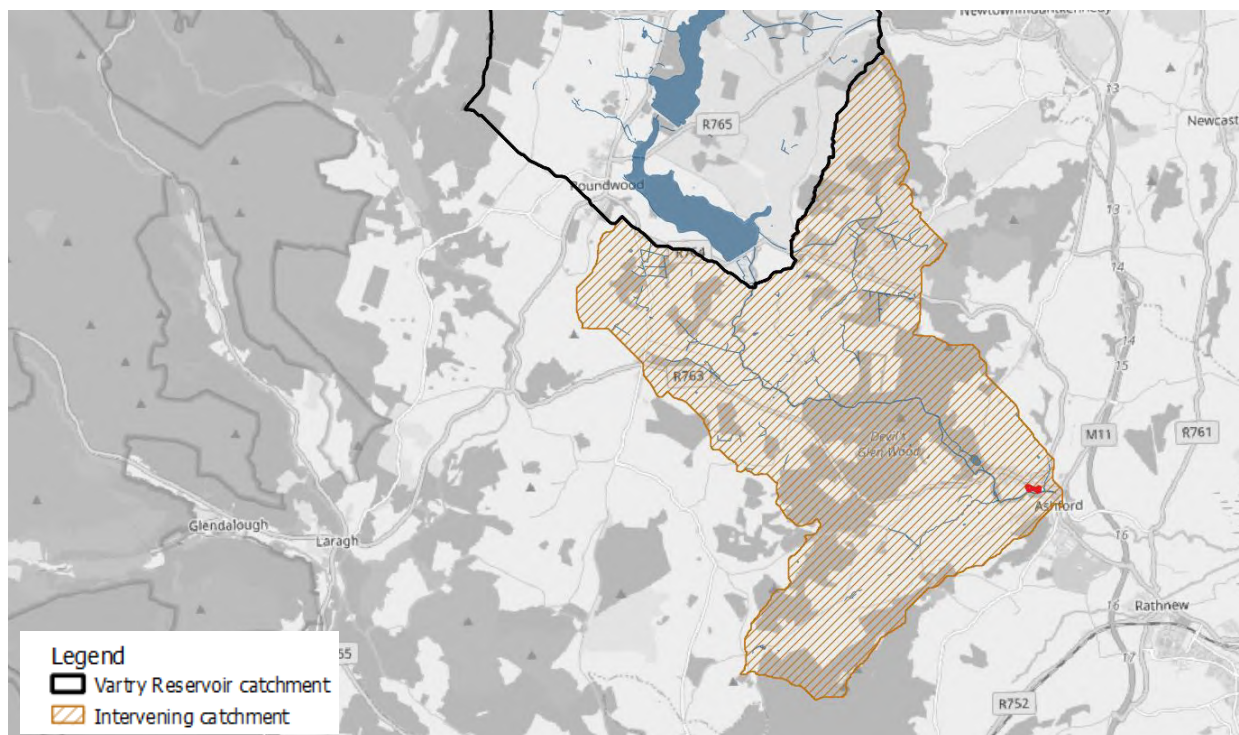 Newtownmountkennedy
13
R765
Newcast
Roundwood
13
14
R763
14
15
Devil's
Glen Wood
M11
R761
Ashford
Glendalough
Laragh
16
16
Rathnew
17
R752
55
Legend
Vartry Reservoir catchment
Intervening catchment